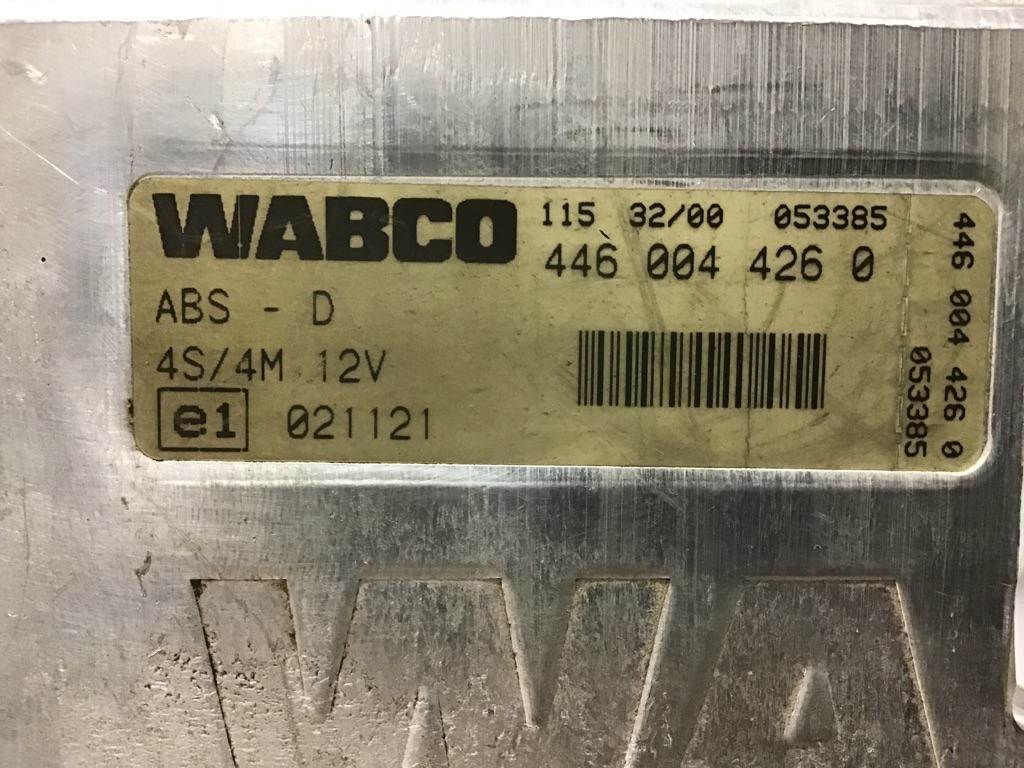 WABCO
115 32/00 053385
446 004 426 0
ABS - D
4S/4M 12V
e1 021121
446 004 426 0
053385
WA